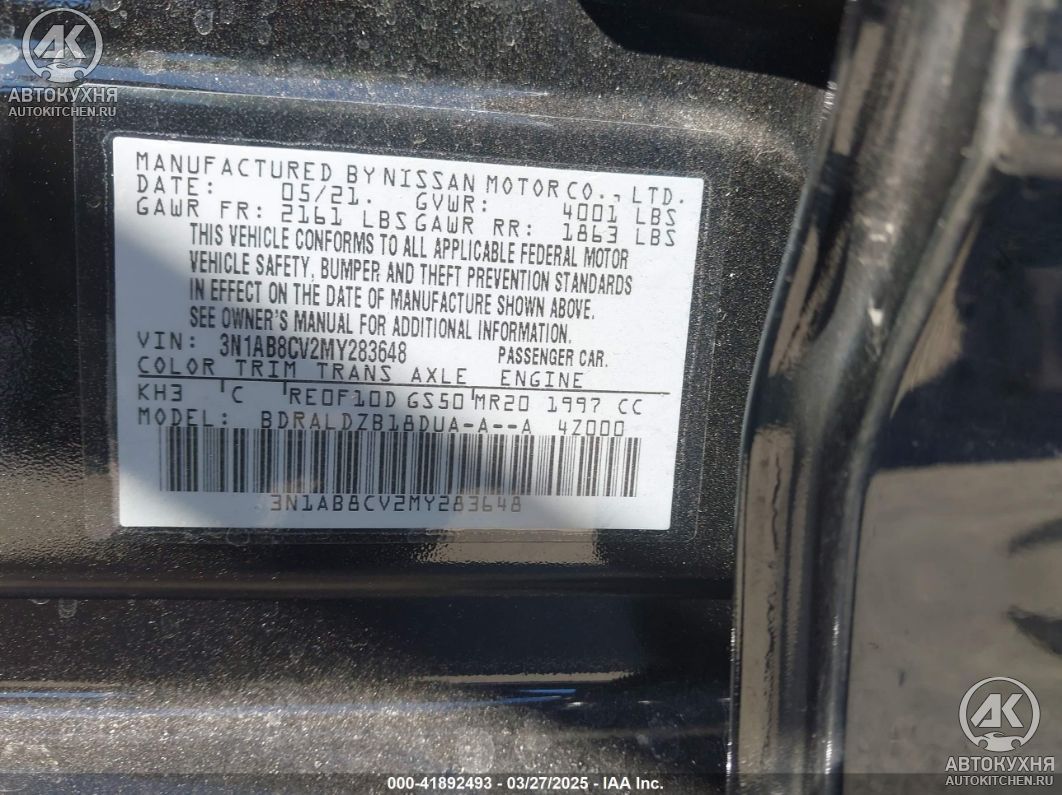 АК
АВТОКУХНЯ
AUTOKITCHEN.RU
MANUFACTURED BY NISSAN MOTOR CO., LTD.
DATE: 05/21. GVWR: 4001 LBS
GAWR FR: 2161 LBS GAWR RR: 1863 LBS
THIS VEHICLE CONFORMS TO ALL APPLICABLE FEDERAL MOTOR
VEHICLE SAFETY, BUMPER AND THEFT PREVENTION STANDARDS
IN EFFECT ON THE DATE OF MANUFACTURE SHOWN ABOVE.
SEE OWNER'S MANUAL FOR ADDITIONAL INFORMATION.
VIN: 3N1AB8CV2MY283648 PASSENGER CAR.
COLOR TRIM TRANS AXLE ENGINE
KH3 C RE0F10D GS50 MR20 1997 CC
MODEL: BDRALDZB18DUA-A--A 4Z000
3N1AB8CV2MY283648
АК
АВТОКУХНЯ
AUTOKITCHEN.RU
000-41892493 - 03/27/2025 - IAA Inc.